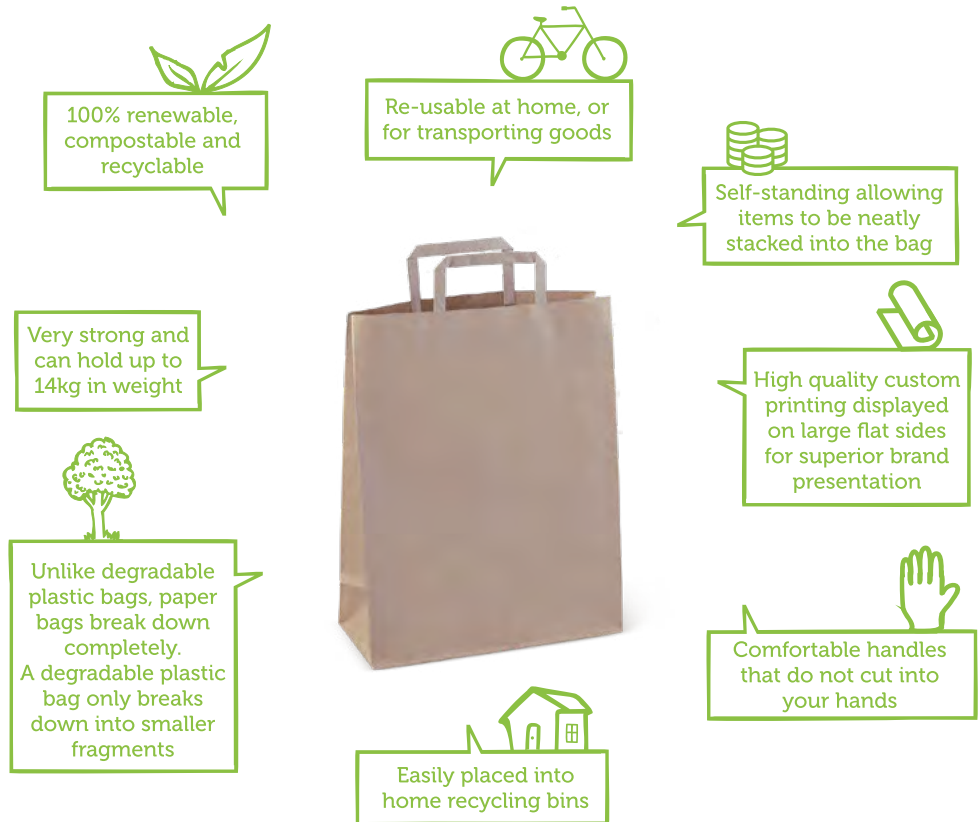 100% renewable,
compostable and
recyclable
Re-usable at home, or
for transporting goods
Self-standing allowing
items to be neatly
stacked into the bag
Very strong and
can hold up to
14kg in weight
High quality custom
printing displayed
on large flat sides
for superior brand
presentation
Unlike degradable
plastic bags, paper
bags break down
completely.
A degradable plastic
bag only breaks
down into smaller
fragments
Comfortable handles
that do not cut into
your hands
Easily placed into
home recycling bins